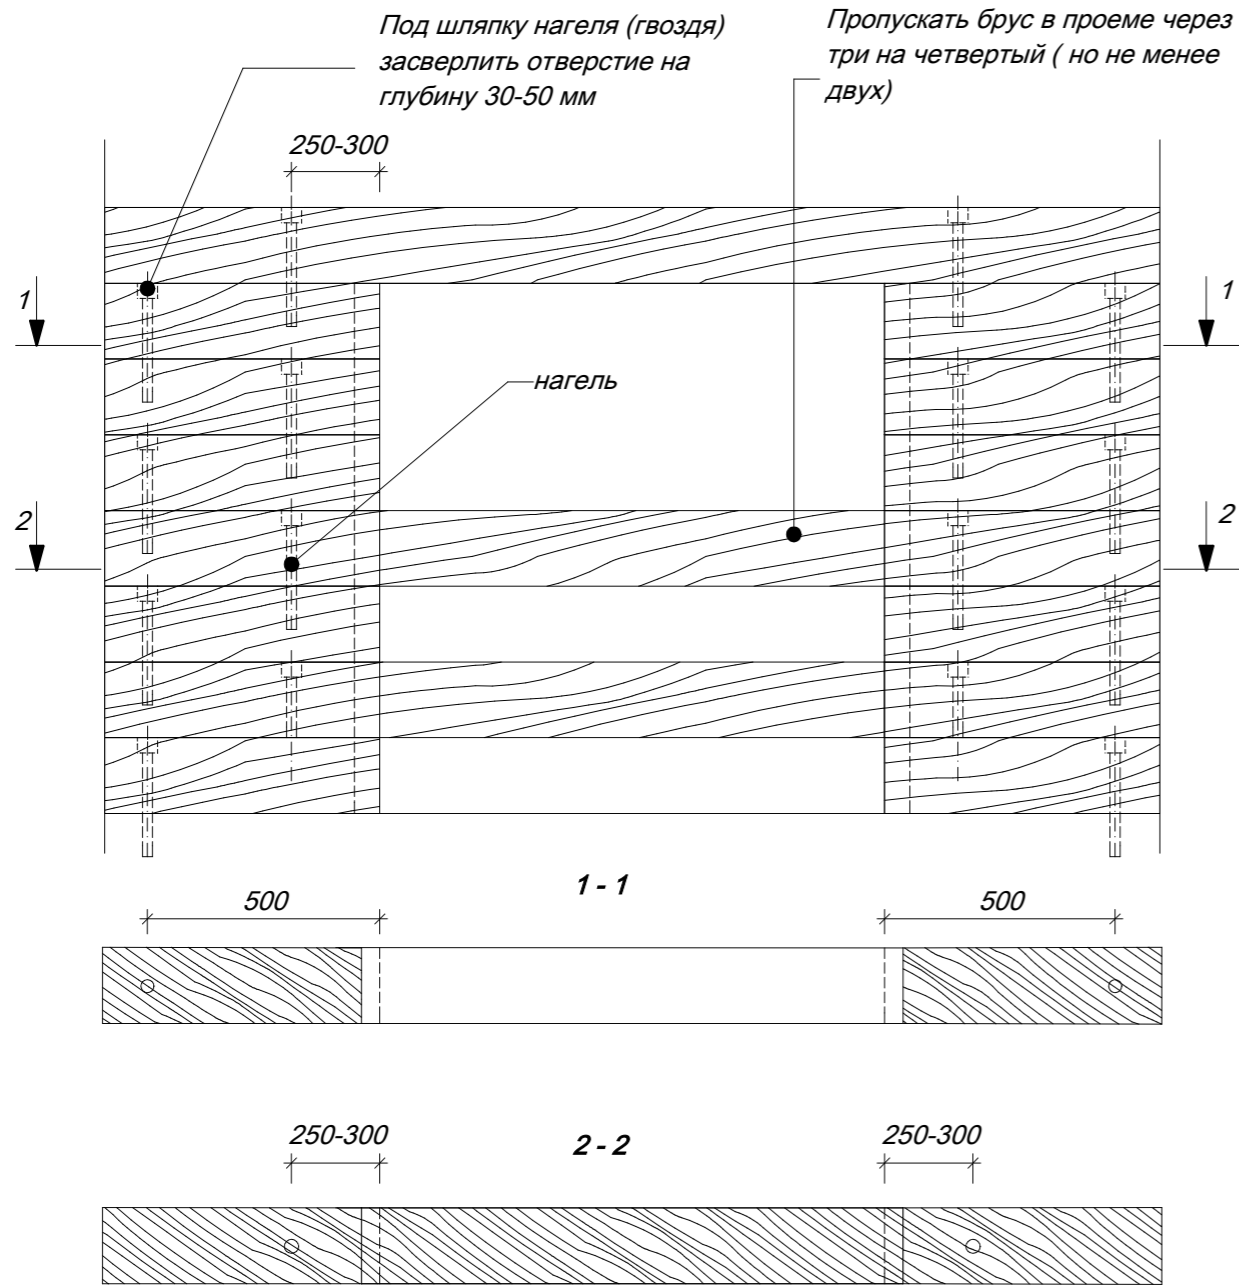 Под шляпку нагеля (гвоздя)
засверлить отверстие на
глубину 30-50 мм
Пропускать брус в проеме через
три на четвертый ( но не менее
двух)
250-300
1
1
нагель
2
2
1 - 1
500
500
2 - 2
250-300
250-300